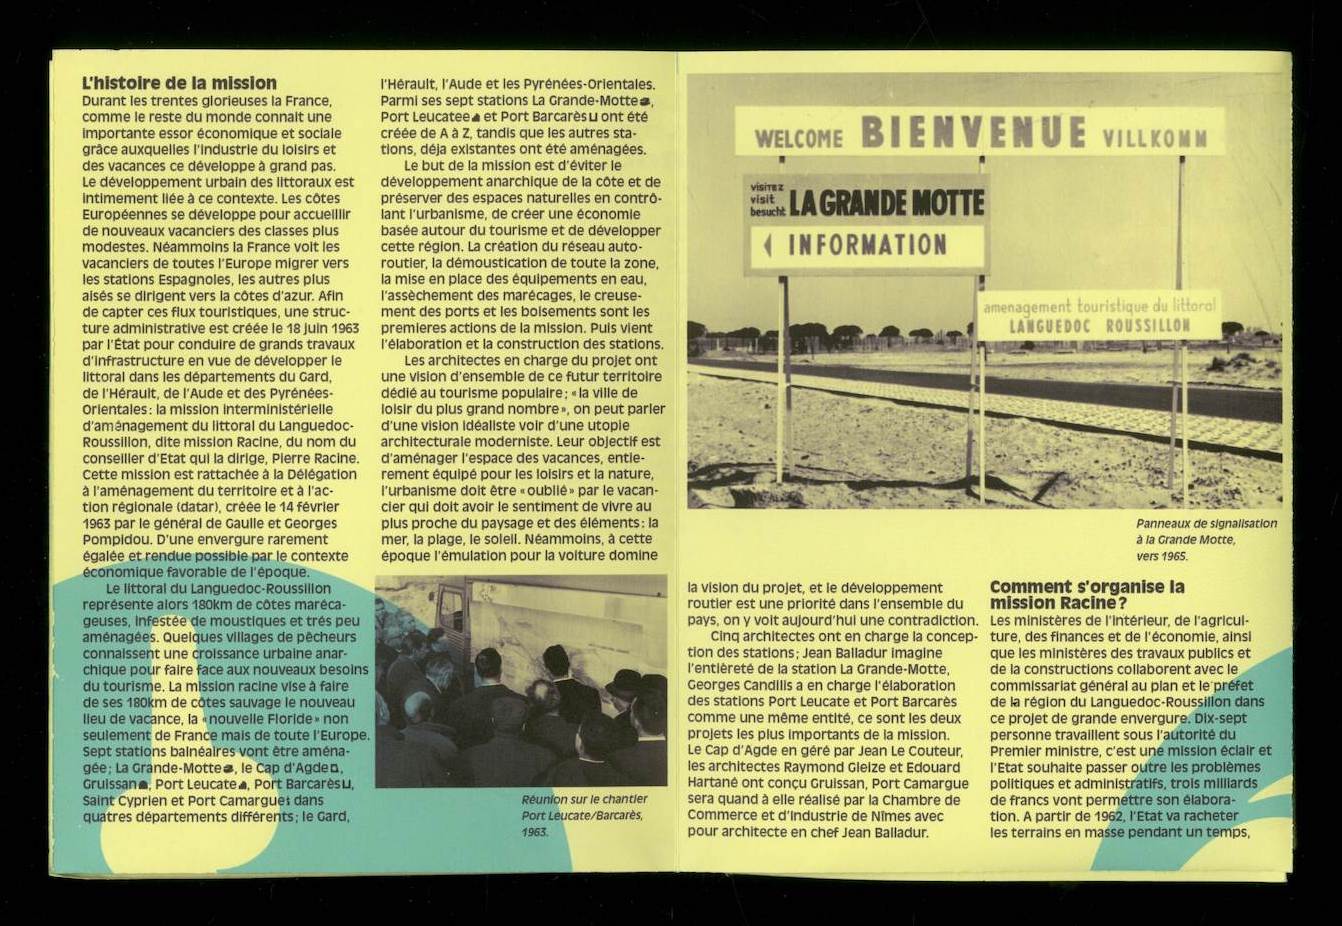 L'histoire de la mission
Durant les trentes glorieuses la France,
comme le reste du monde connait une
importante essor économique et sociale
grâce auxquelles l'industrie du loisirs et
des vacances ce développe à grand pas.
Le développement urbain des littoraux est
intimement liée à ce contexte. Les côtes
Européennes se développe pour accueillir
de nouveaux vacanciers des classes plus
modestes. Néammoins la France voit les
vacanciers de toutes l'Europe migrer vers
les stations Espagnoles, les autres plus
aisés se dirigent vers la côtes d'azur. Afin
de capter ces flux touristiques, une struc-
ture administrative est créée le 18 juin 1963
par l'État pour conduire de grands travaux
d'infrastructure en vue de développer le
littoral dans les départements du Gard,
de l'Hérault, de l'Aude et des Pyrénées-
Orientales: la mission interministérielle
d'aménagement du littoral du Languedoc-
Roussillon, dite mission Racine, du nom du
conseiller d'Etat qui la dirige, Pierre Racine.
Cette mission est rattachée à la Délégation
à l'aménagement du territoire et à l'ac-
tion régionale (datar), créée le 14 février
1963 par le général de Gaulle et Georges
Pompidou. D'une envergure rarement
égalée et rendue possible par le contexte
économique favorable de l'époque.
Le littoral du Languedoc-Roussillon
représente alors 180km de côtes maréca-
geuses, infestée de moustiques et trés peu
aménagées. Quelques villages de pêcheurs
connaissent une croissance urbaine anar-
chique pour faire face aux nouveaux besoins
du tourisme. La mission racine vise à faire
de ses 180km de côtes sauvage le nouveau
lieu de vacance, la «nouvelle Floride» non
seulement de France mais de toute l'Europe.
Sept stations balnéaires vont être aména-
gée; La Grande-Motte, le Cap d'Agde,
Gruissan, Port Leucate, Port Barcarès,
Saint Cyprien et Port Camargue dans
quatres départements différents; le Gard,
l'Hérault, l'Aude et les Pyrénées-Orientales.
Parmi ses sept stations La Grande-Motte,
Port Leucatee et Port Barcarès ont été
créée de A à Z, tandis que les autres sta-
tions, déja existantes ont été aménagées.
Le but de la mission est d'éviter le
développement anarchique de la côte et de
préserver des espaces naturelles en contrô-
lant l'urbanisme, de créer une économie
basée autour du tourisme et de développer
cette région. La création du réseau auto-
routier, la démoustication de toute la zone,
la mise en place des équipements en eau,
l'assèchement des marécages, le creuse-
ment des ports et les boisements sont les
premieres actions de la mission. Puis vient
l'élaboration et la construction des stations.
Les architectes en charge du projet ont
une vision d'ensemble de ce futur territoire
dédié au tourisme populaire; «la ville de
loisir du plus grand nombre», on peut parler
d'une vision idéaliste voir d'une utopie
architecturale moderniste. Leur objectif est
d'aménager l'espace des vacances, entie-
rement équipé pour les loisirs et la nature,
l'urbanisme doit être «oublié» par le vacan-
cier qui doit avoir le sentiment de vivre au
plus proche du paysage et des éléments: la
mer, la plage, le soleil. Néammoins, à cette
époque l'émulation pour la voiture domine
Réunion sur le chantier
Port Leucate/Barcarès,
1963.
WELCOME BIENVENUE VILLKOMM
visitez
visit
besucht
LA GRANDE MOTTE
INFORMATION
amenagement touristique du littoral
LANGUEDOC ROUSSILLON
Panneaux de signalisation
à la Grande Motte,
vers 1965.
la vision du projet, et le développement
routier est une priorité dans l'ensemble du
pays, on y voit aujourd'hui une contradiction.
Cinq architectes ont en charge la concep-
tion des stations; Jean Balladur imagine
l'entièreté de la station La Grande-Motte,
Georges Candilis a en charge l'élaboration
des stations Port Leucate et Port Barcarès
comme une même entité, ce sont les deux
projets les plus importants de la mission.
Le Cap d'Agde en géré par Jean Le Couteur,
les architectes Raymond Gleize et Edouard
Hartané ont conçu Gruissan, Port Camargue
sera quand à elle réalisé par la Chambre de
Commerce et d'Industrie de Nîmes avec
pour architecte en chef Jean Balladur.
Comment s'organise la
mission Racine?
Les ministères de l'intérieur, de l'agricul-
ture, des finances et de l'économie, ainsi
que les ministères des travaux publics et
de la constructions collaborent avec le
commissariat général au plan et le préfet
de la région du Languedoc-Roussillon dans
ce projet de grande envergure. Dix-sept
personne travaillent sous l'autorité du
Premier ministre, c'est une mission éclair et
l'Etat souhaite passer outre les problèmes
politiques et administratifs, trois milliards
de francs vont permettre son élabora-
tion. A partir de 1962, l'Etat va racheter
les terrains en masse pendant un temps,